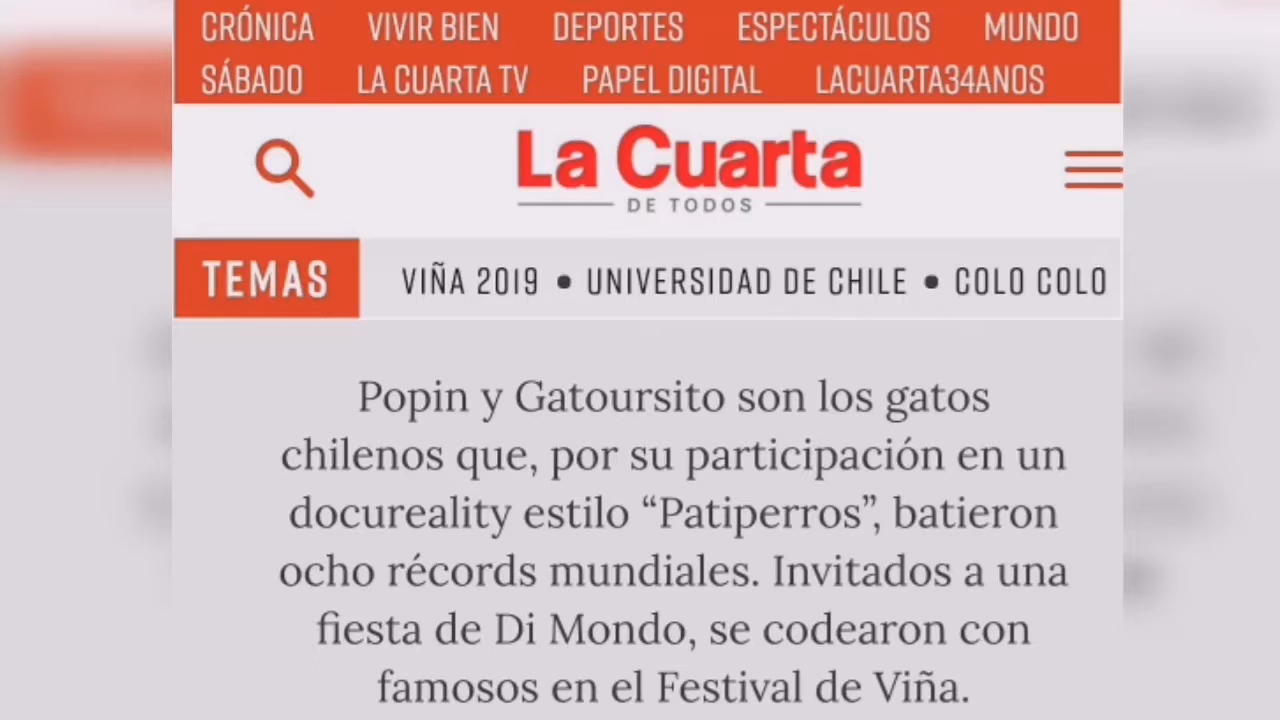 CRÓNICA VIVIR BIEN DEPORTES ESPECTÁCULOS MUNDO
SÁBADO LA CUARTA TV PAPEL DIGITAL LACUARTA34ANOS
La Cuarta
DE TODOS
TEMAS VIÑA 2019 • UNIVERSIDAD DE CHILE • COLO COLO
Popin y Gatoursito son los gatos
chilenos que, por su participación en un
docureality estilo “Patiperros”, batieron
ocho récords mundiales. Invitados a una
fiesta de Di Mondo, se codearon con
famosos en el Festival de Viña.